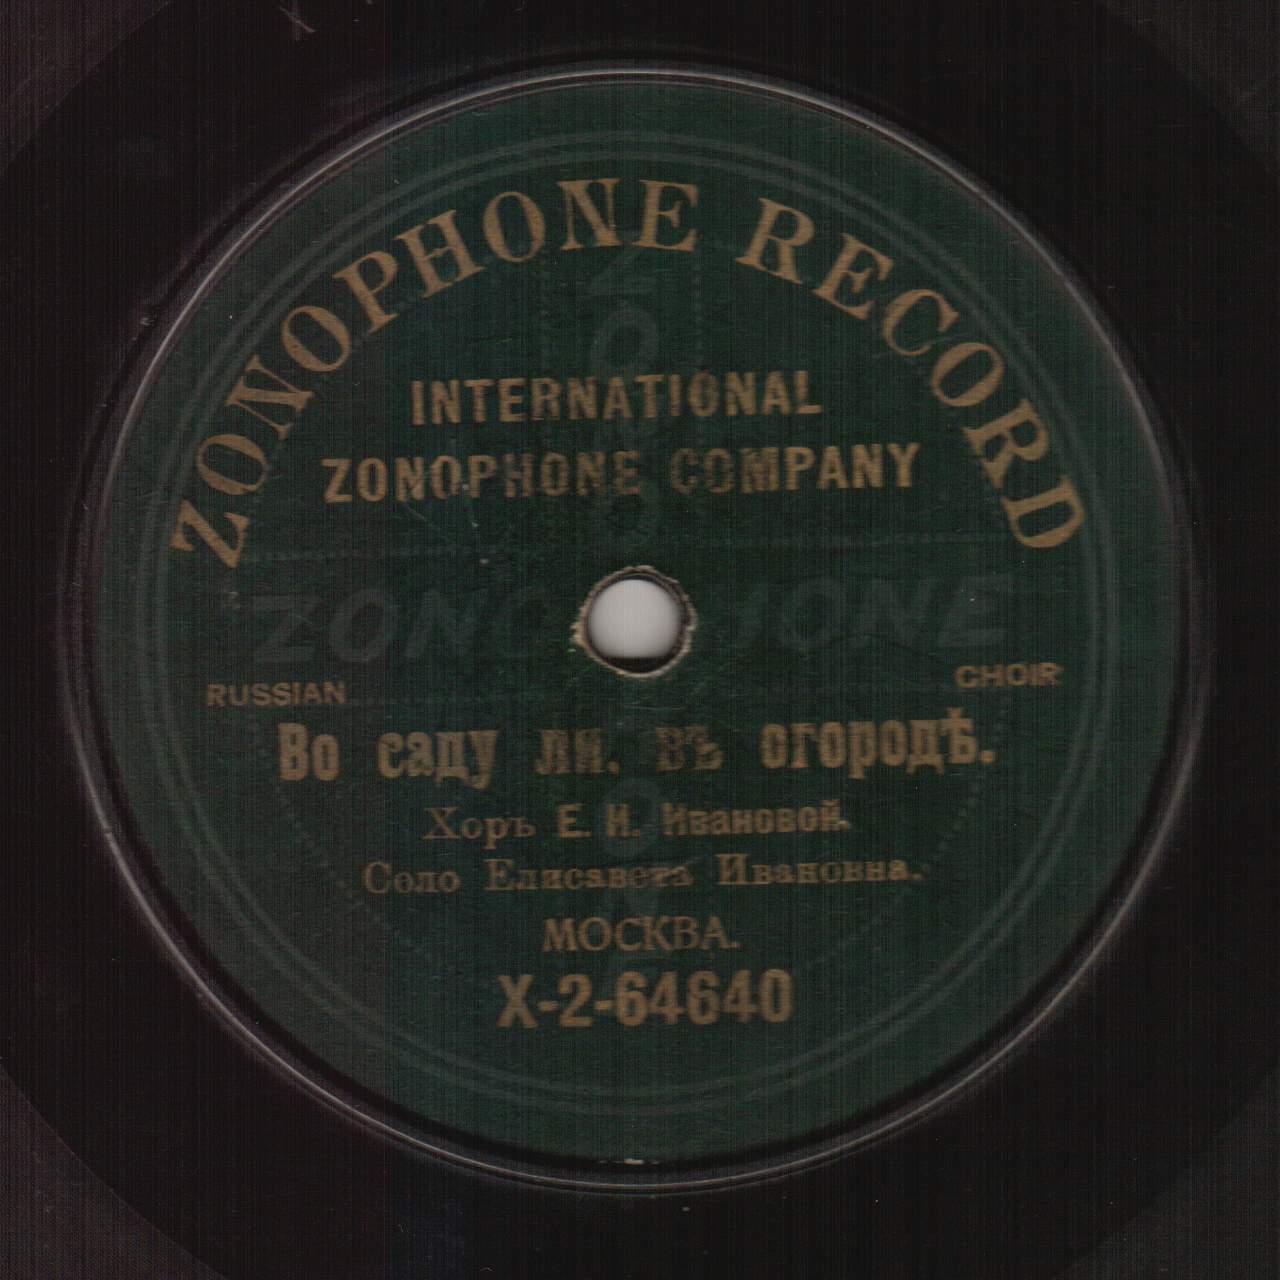 ZONOPHONE RECORD
INTERNATIONAL
ZONOPHONE COMPANY
ZONOPHONE
RUSSIAN CHOIR
Во саду ли. въ огородѣ.
Хоръ Е. И. Ивановой.
Соло Елисавета Ивановна.
МОСКВА.
X-2-64640